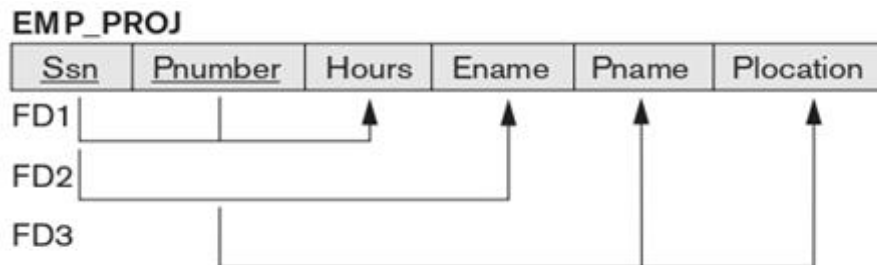 EMP_PROJ
Ssn Pnumber Hours Ename Pname Plocation
FD1
FD2
FD3